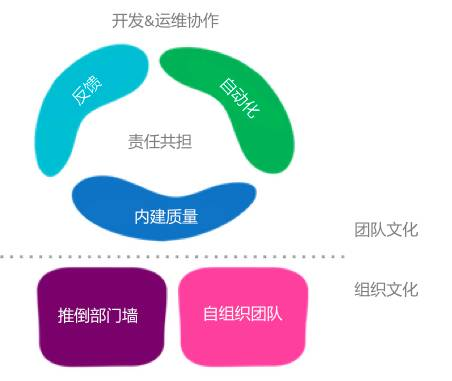 开发&运维协作
反馈
自动化
责任共担
内建质量
团队文化
组织文化
推倒部门墙
自组织团队